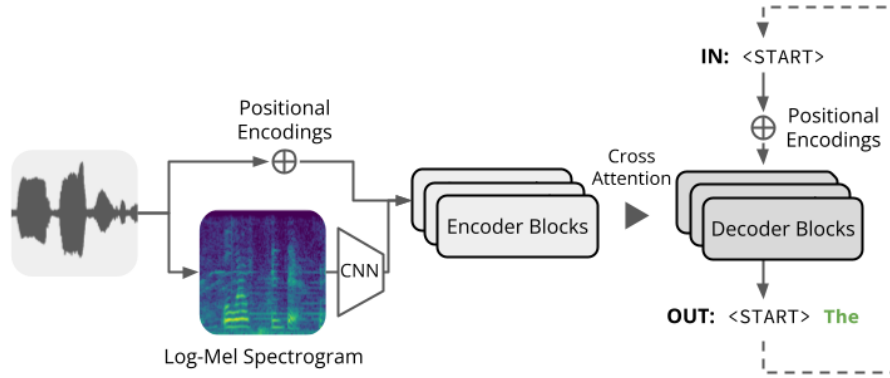 IN: <START>
Positional
Encodings
Positional
Encodings
Cross
Attention
CNN
Encoder Blocks
Decoder Blocks
OUT: <START> The
Log-Mel Spectrogram